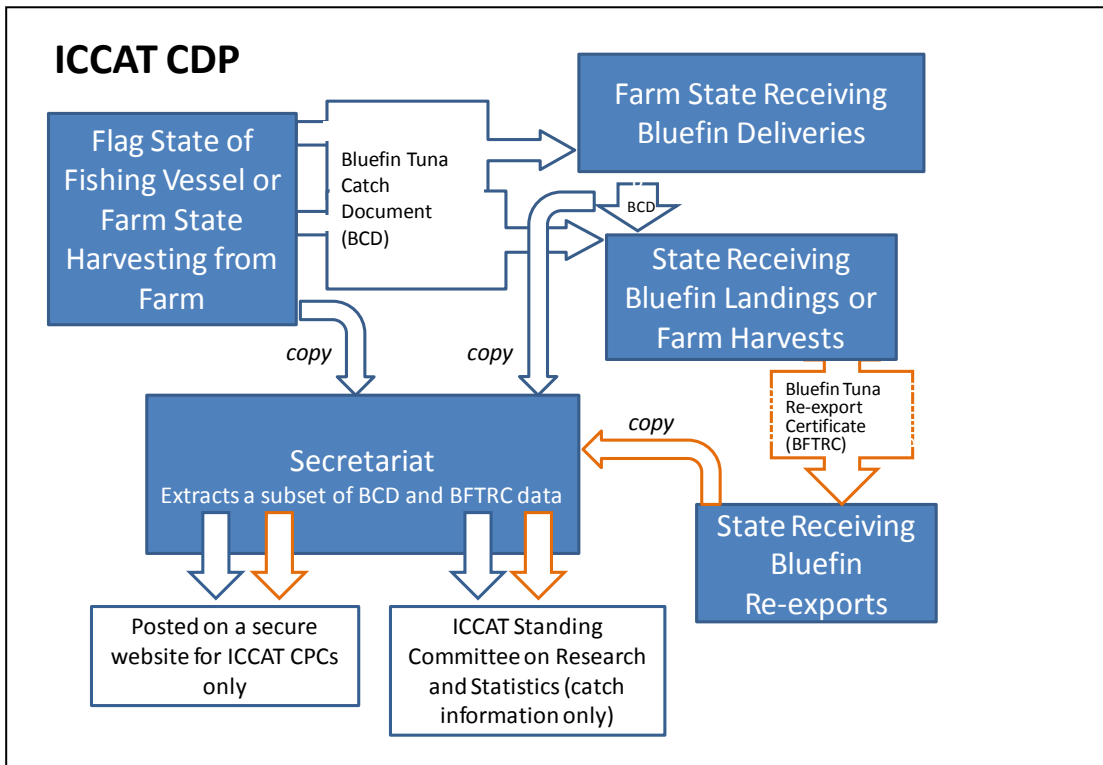 ICCAT CDP
Flag State of
Fishing Vessel or
Farm State
Harvesting from
Farm
Bluefin Tuna
Catch
Document
(BCD)
Farm State Receiving
Bluefin Deliveries
BCD
State Receiving
Bluefin Landings or
Farm Harvests
copy
copy
Bluefin Tuna
Re-export
Certificate
(BFTRC)
copy
Secretariat
Extracts a subset of BCD and BFTRC data
State Receiving
Bluefin
Re-exports
Posted on a secure
website for ICCAT CPCs
only
ICCAT Standing
Committee on Research
and Statistics (catch
information only)